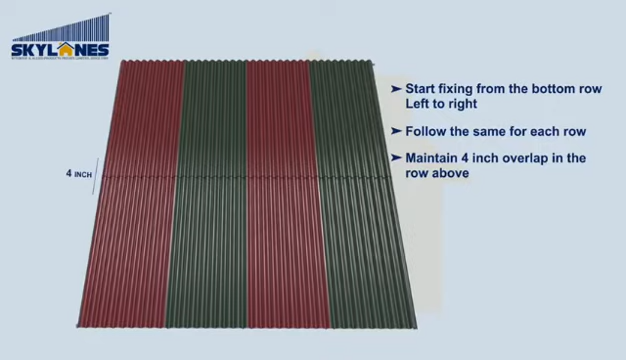 SKYLANES
➤ Start fixing from the bottom row
Left to right
➤ Follow the same for each row
➤ Maintain 4 inch overlap in the
row above
4 INCH